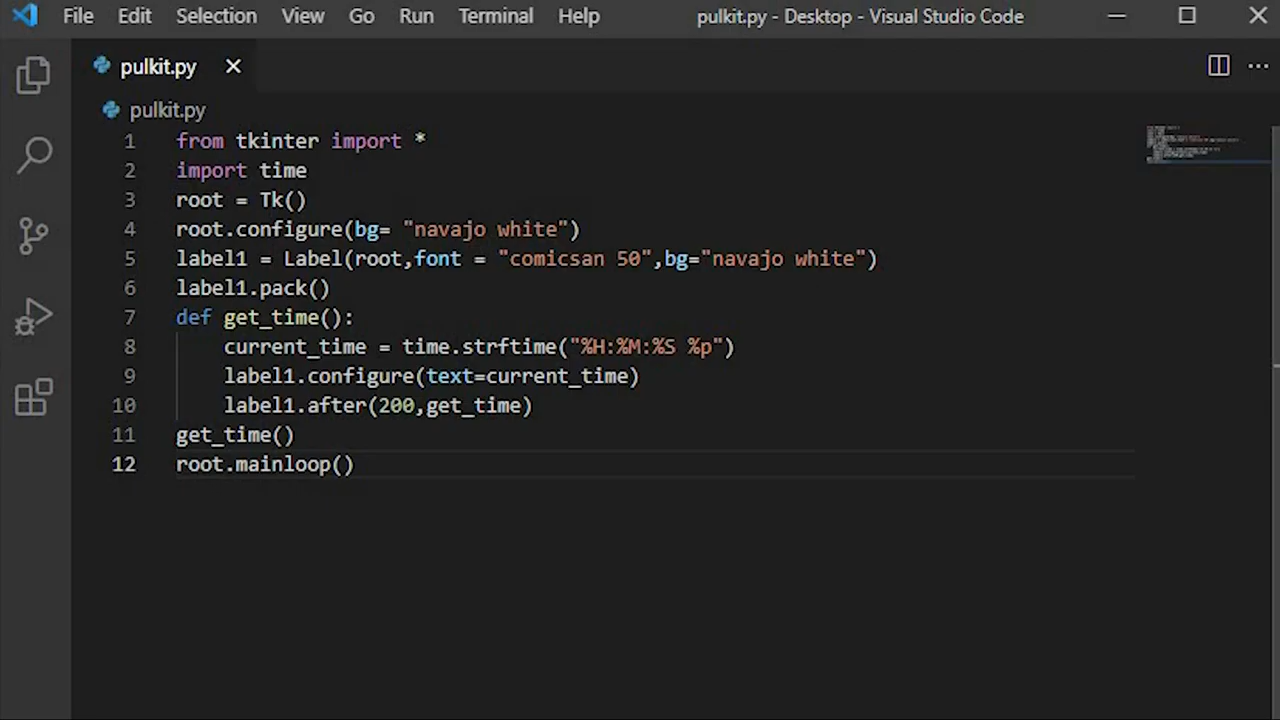 File Edit Selection View Go Run Terminal Help pulkit.py - Desktop - Visual Studio Code
pulkit.py
pulkit.py
1 from tkinter import *
2 import time
3 root = Tk()
4 root.configure(bg= "navajo white")
5 label1 = Label(root,font = "comicsan 50",bg="navajo white")
6 label1.pack()
7 def get_time():
8     current_time = time.strftime("%H:%M:%S %p")
9     label1.configure(text=current_time)
10     label1.after(200,get_time)
11 get_time()
12 root.mainloop()